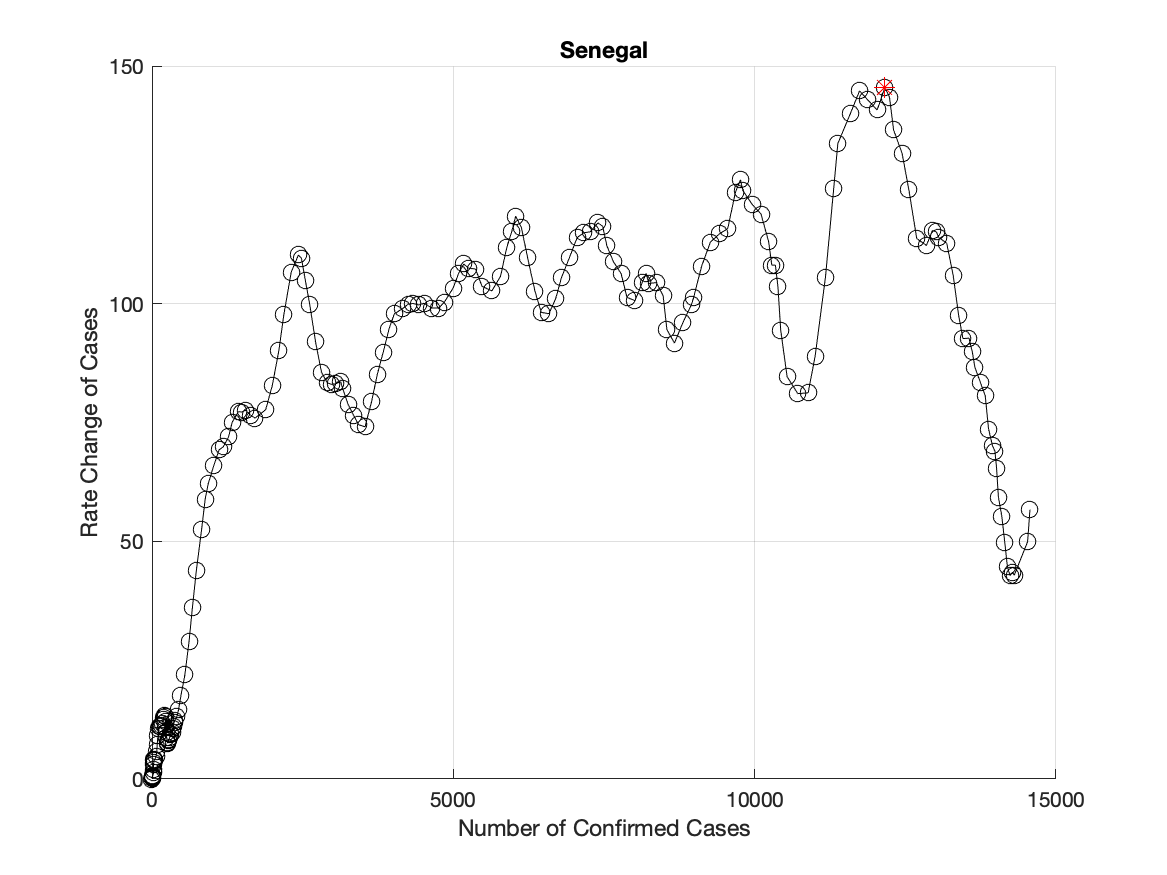 Senegal
150
100
50
0
Rate Change of Cases
0 5000 10000 15000
Number of Confirmed Cases